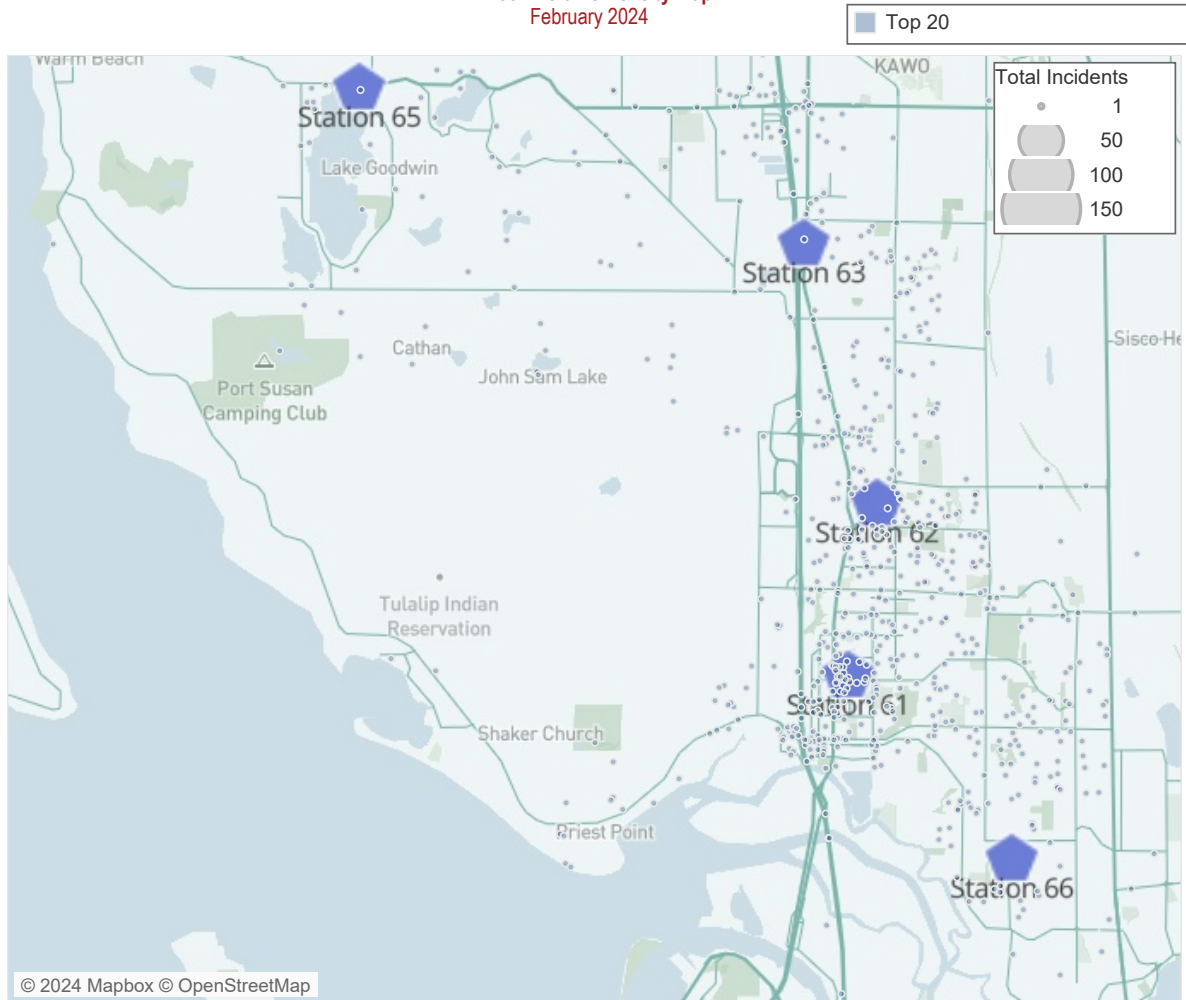 February 2024
Top 20
Warm Beach
KAWO
Total Incidents
1
50
100
150
Station 65
Lake Goodwin
Station 63
Sisco He
Cathan
John Sam Lake
Port Susan
Camping Club
Station 62
Tulalip Indian
Reservation
Station 61
Shaker Church
Priest Point
Station 66
© 2024 Mapbox © OpenStreetMap